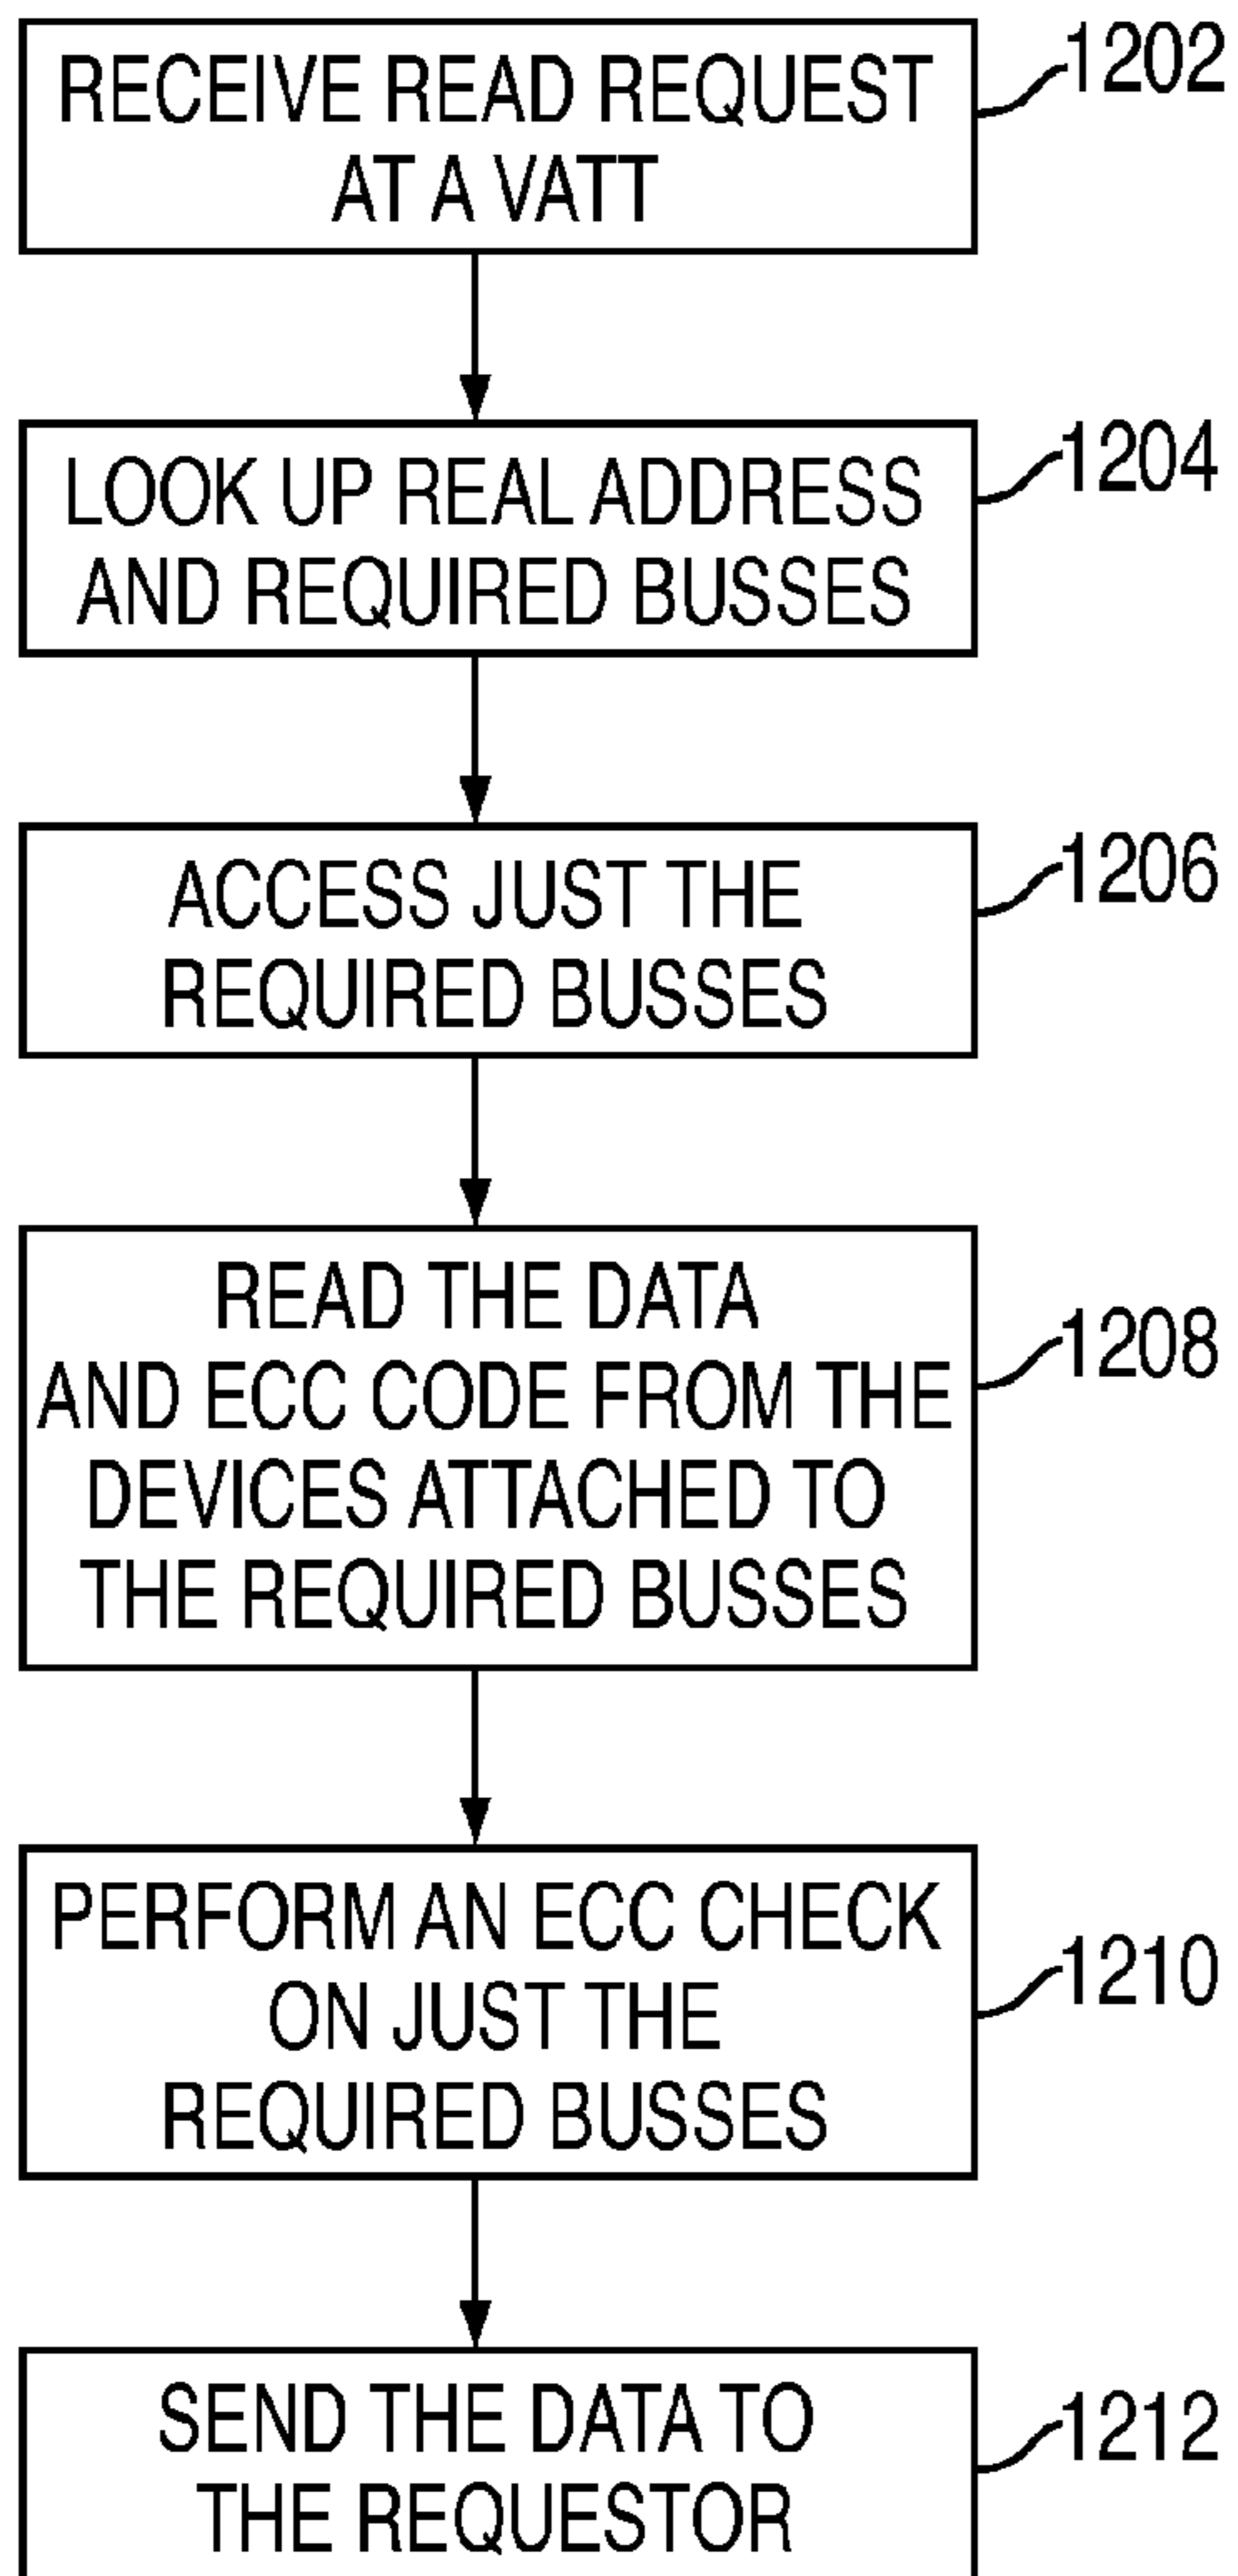 RECEIVE READ REQUEST
AT A VATT
1202
LOOK UP REAL ADDRESS
AND REQUIRED BUSSES
1204
ACCESS JUST THE
REQUIRED BUSSES
1206
READ THE DATA
AND ECC CODE FROM THE
DEVICES ATTACHED TO
THE REQUIRED BUSSES
1208
PERFORM AN ECC CHECK
ON JUST THE
REQUIRED BUSSES
1210
SEND THE DATA TO
THE REQUESTOR
1212